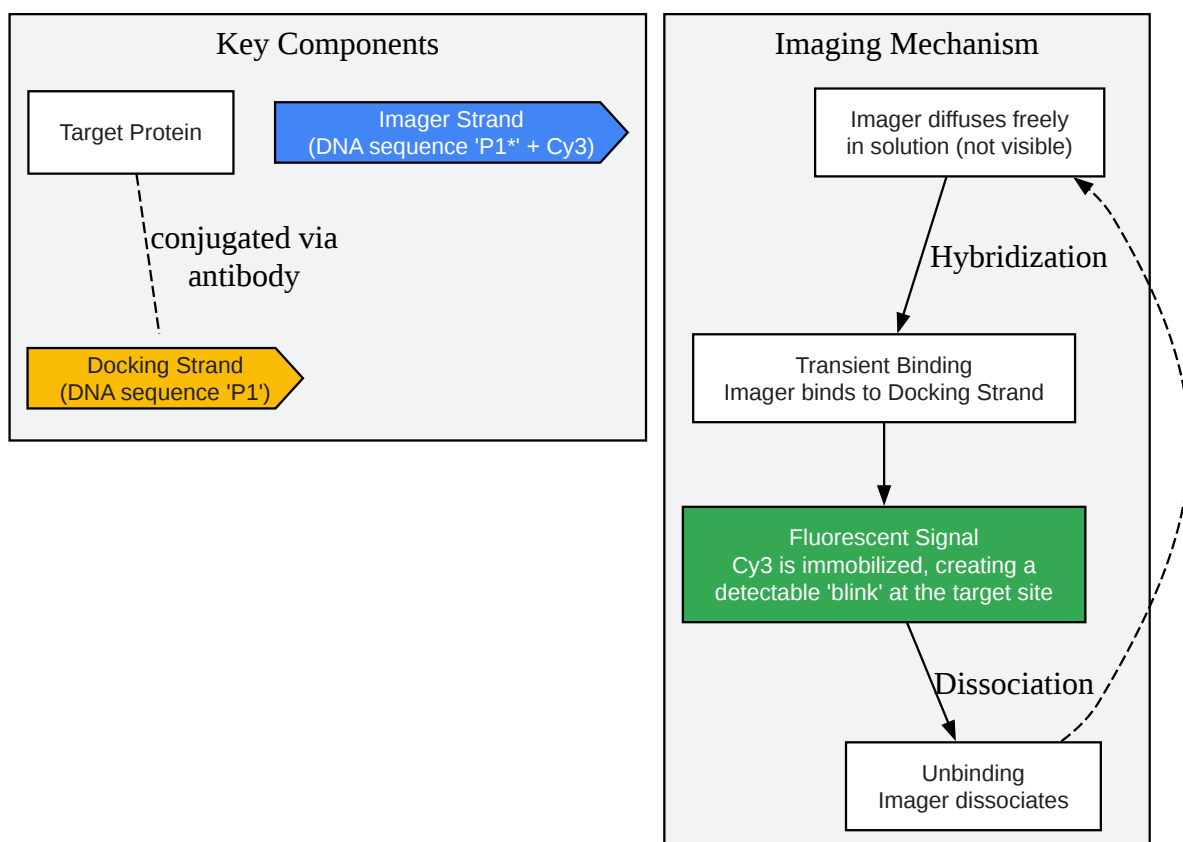 Key Components
Target Protein
Imager Strand
(DNA sequence 'P1*' + Cy3)
conjugated via
antibody
Docking Strand
(DNA sequence 'P1')
Imaging Mechanism
Imager diffuses freely
in solution (not visible)
Hybridization
Transient Binding
Imager binds to Docking Strand
Fluorescent Signal
Cy3 is immobilized, creating a
detectable 'blink' at the target site
Dissociation
Unbinding
Imager dissociates